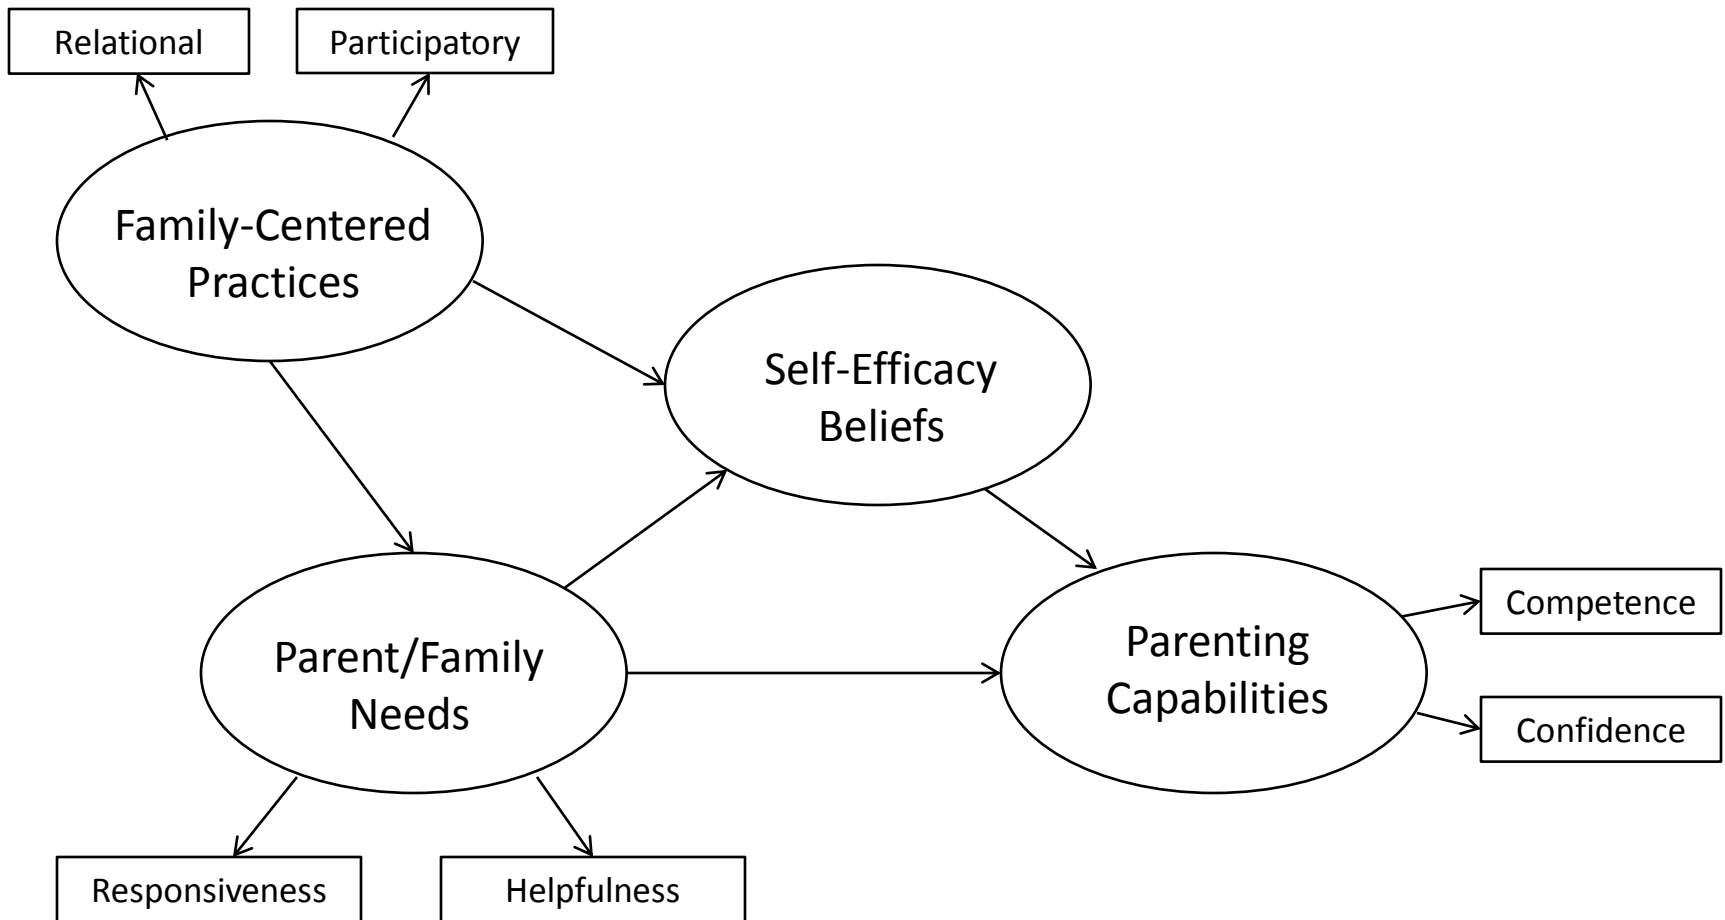 Relational
Participatory
Family-Centered
Practices
Self-Efficacy
Beliefs
Parent/Family
Needs
Parenting
Capabilities
Competence
Confidence
Responsiveness
Helpfulness